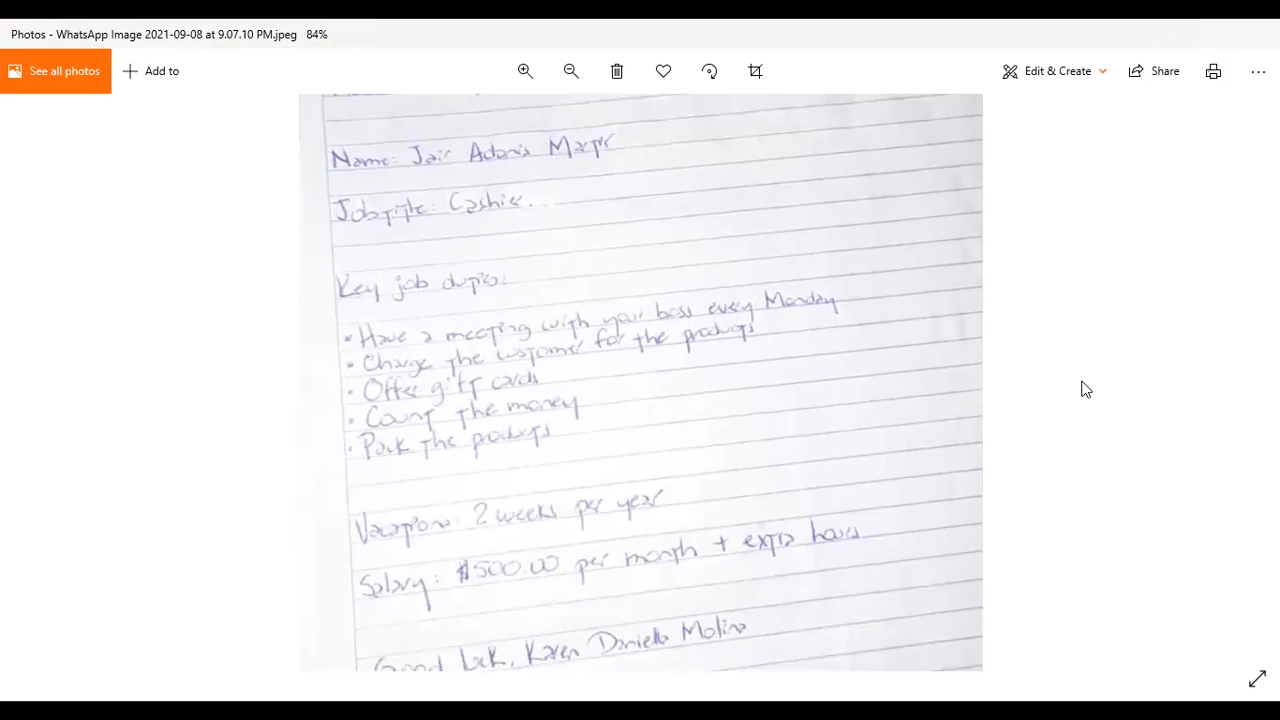 Photos - WhatsApp Image 2021-09-08 at 9.07.10 PM.jpeg 84%
See all photos
Add to
Edit & Create
Share
Name: Jair Adonis
Job title: Cashier.
Key job duties:
• Have a meeting with your boss every Monday
• Charge the customer for the products
• Offer gift cards
• Count the money
• Pack the products
Vacation: 2 weeks per year
Salary: $500.00 per month + extra hours
Good luck, Karen Daniella Molina